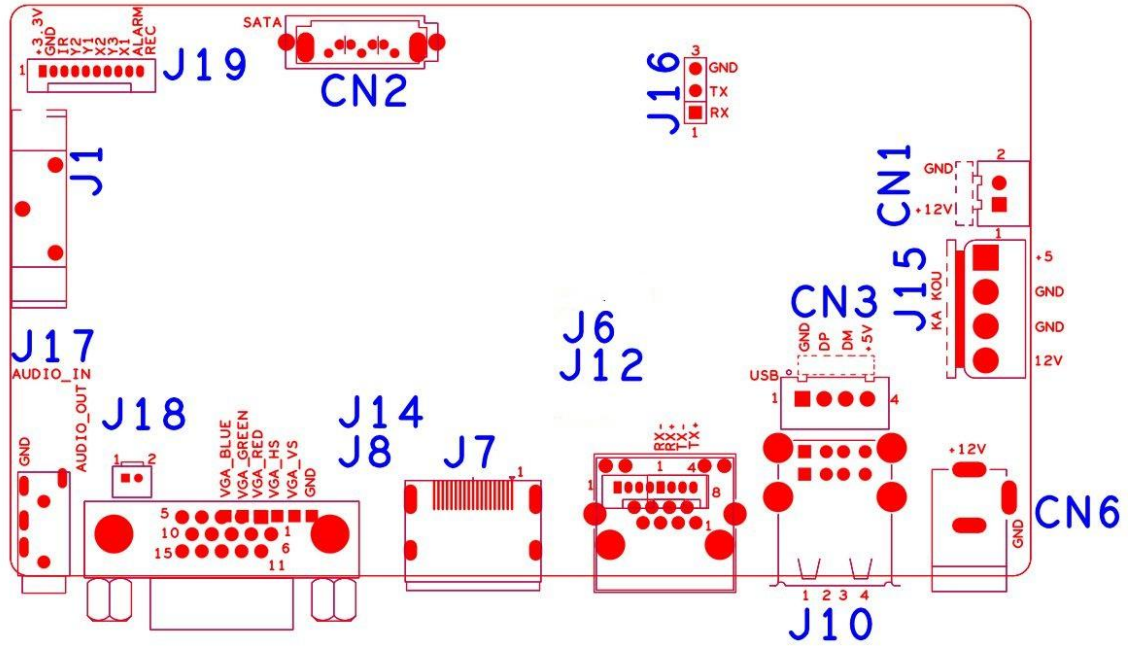 +3.3V
GND
IR
Y2
Y1
X2
Y3
X1
ALARM
REC
1
J19
SATA
CN2
J16
3
GND
TX
RX
1
J1
CN1
GND
+12V
2
1
J15
KA KOU
+5
GND
GND
12V
J17
AUDIO_IN
AUDIO_OUT
GND
J18
1 2
VGA_BLUE
VGA_GREEN
VGA_RED
VGA_HS
VGA_VS
GND
5
1
10
6
15
11
J14
J8
J7
1
J6
J12
RX-
RX+
TX-
TX+
1 4
1
8
1
CN3
GND
DP
DM
+5V
USB
1
4
1 2 3 4
J10
+12V
GND
CN6